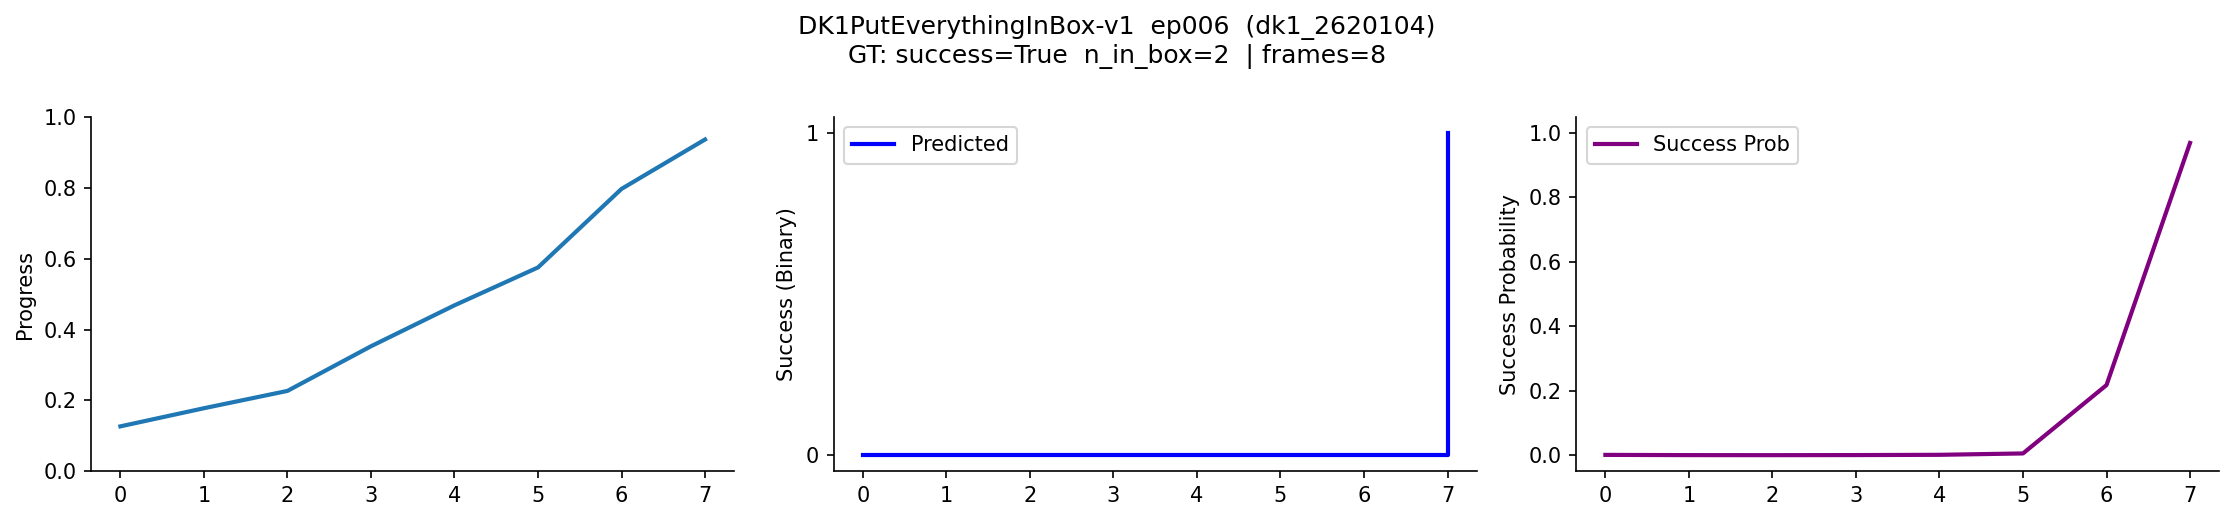 DK1PutEverythingInBox-v1  ep006  (dk1_2620104)
GT: success=True  n_in_box=2  | frames=8
Progress
1.0
0.8
0.6
0.4
0.2
0.0
0 1 2 3 4 5 6 7
Success (Binary)
Predicted
1
0
0 1 2 3 4 5 6 7
Success Probability
Success Prob
1.0
0.8
0.6
0.4
0.2
0.0
0 1 2 3 4 5 6 7